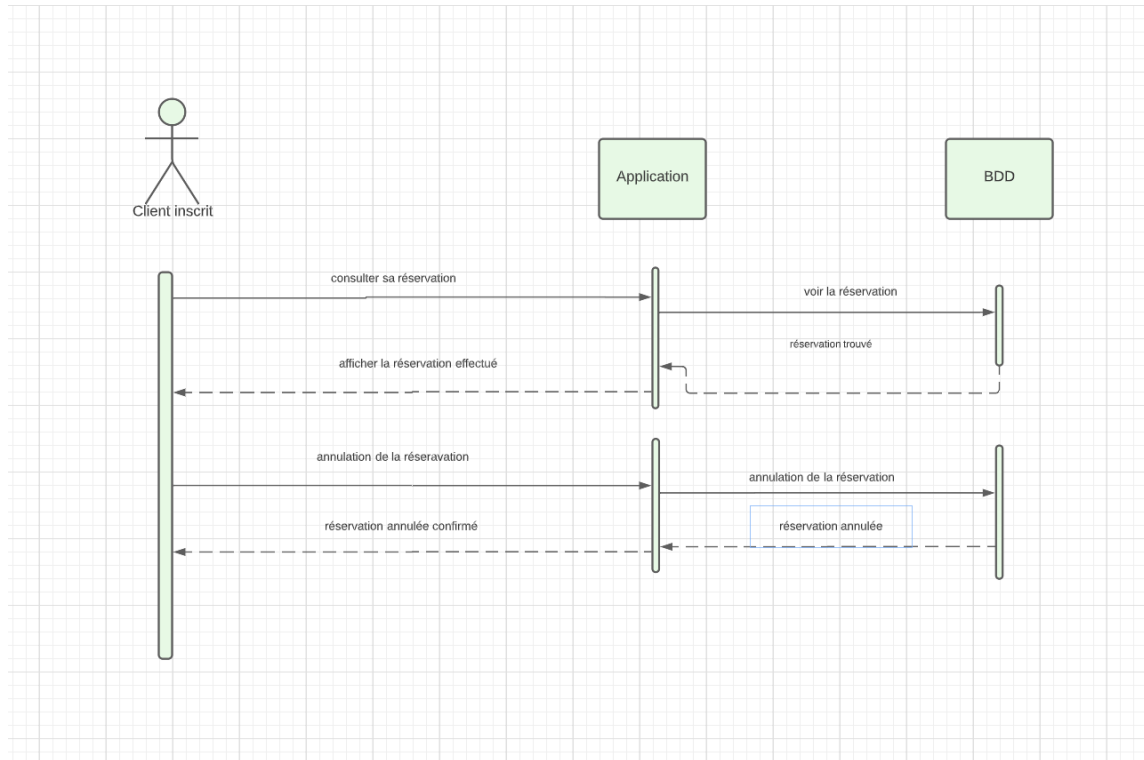 Client inscrit
Application
BDD
consulter sa réservation
voir la réservation
réservation trouvé
afficher la réservation effectué
annulation de la réseravation
annulation de la réservation
réservation annulée confirmé
réservation annulée